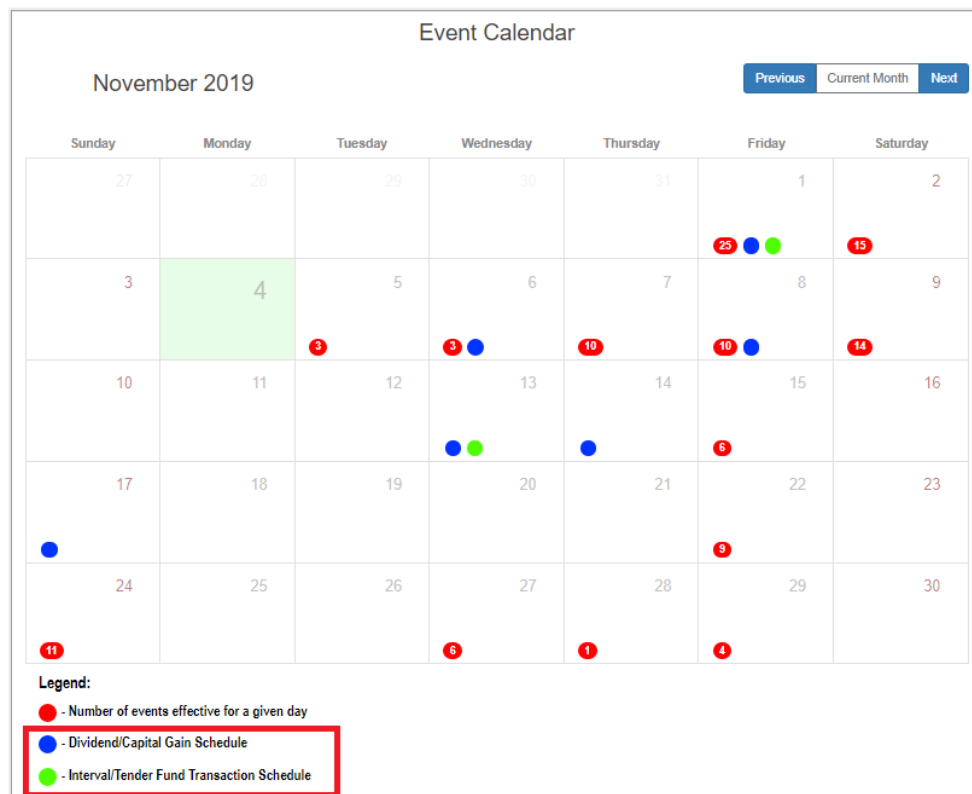 Event Calendar
November 2019
Previous Current Month Next
Sunday Monday Tuesday Wednesday Thursday Friday Saturday
27 28 29 30 31 1 2
25 15
3 4 5 6 7 8 9
3 3 10 10 14
10 11 12 13 14 15 16
6
17 18 19 20 21 22 23
9
24 25 26 27 28 29 30
11 6 1 4
Legend:
- Number of events effective for a given day
- Dividend/Capital Gain Schedule
- Interval/Tender Fund Transaction Schedule